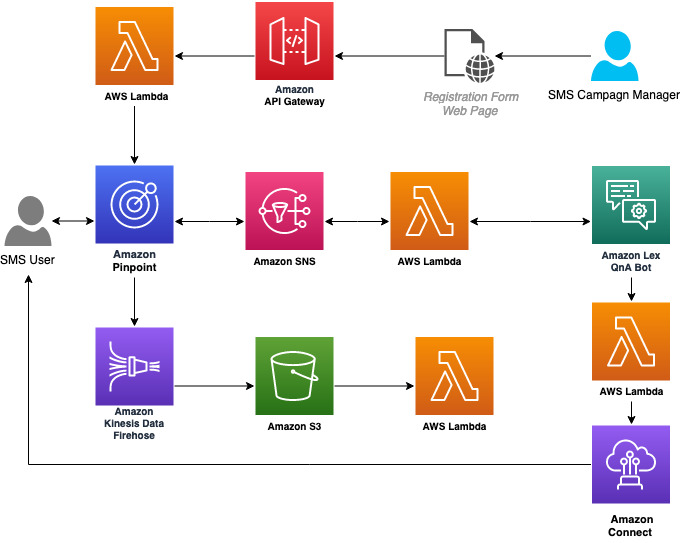 AWS Lambda
Amazon
API Gateway
Registration Form
Web Page
SMS Campagn Manager
SMS User
Amazon
Pinpoint
Amazon SNS
AWS Lambda
Amazon Lex
QnA Bot
AWS Lambda
Amazon
Kinesis Data
Firehose
Amazon S3
AWS Lambda
Amazon
Connect